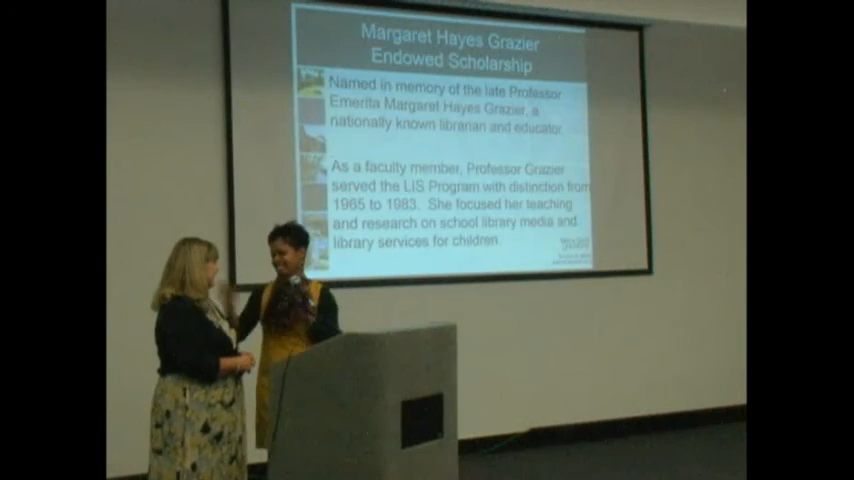 Margaret Hayes Grazier
Endowed Scholarship
Named in memory of the late Professor
Emerita Margaret Hayes Grazier, a
nationally known librarian and educator.
As a faculty member, Professor Grazier
served the LIS Program with distinction from
1965 to 1983. She focused her teaching
and research on school library media and
library services for children.